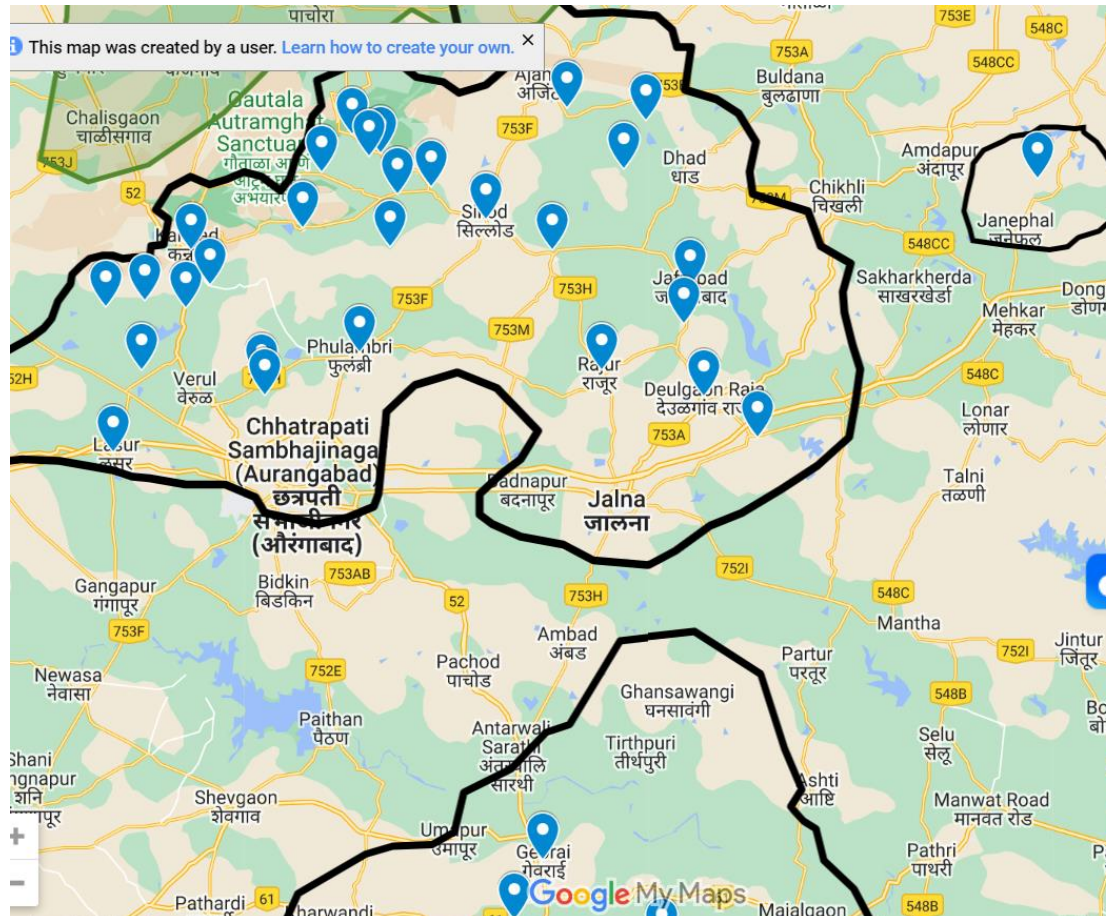 पाचोरा
This map was created by a user. Learn how to create your own. ×
753E
548C
753A
548CC
Buldana
बुलढाणा
Chalisgaon
चाळीसगाव
Gautala
Sanctuary
753F
753J
52
Dhad
धाड
Amdapur
अंदापूर
Chikhli
चिखली
Janephal
जनेफल
सिल्लोड
548CC
753H
753F
Sakharkherda
साखरखेर्डा
Mehkar
मेहकर
753M
Phulambri
फुलंब्री
Verul
वेरुळ
Rajur
राजूर
Deulgaon Raja
548C
Lonar
लोणार
Chhatrapati
Sambhajinagar
(Aurangabad)
छत्रपती
(औरंगाबाद)
753A
Talni
तळणी
Badnapur
बदनापूर
Jalna
जालना
Bidkin
बिडकिन
753AB
752I
Gangapur
गंगापूर
753F
52
753H
548C
Mantha
Ambad
अंबड
Partur
परतूर
752I
Jintur
जिंतूर
Newasa
नेवासा
752E
Pachod
पाचोड
Ghansawangi
घनसावंगी
548B
Paithan
पैठण
Antarwali
Sarathi
सारथी
Tirthpuri
तीर्थपुरी
Selu
सेलू
Shani
शनि
Shevgaon
शेवगाव
Ashti
आष्टि
Manwat Road
मानवत रोड
Umapur
उमापूर
Georai
गेवराई
Pathri
पाथरी
Google My Maps
Pathardi
61
Majalgaon
548B
+
−